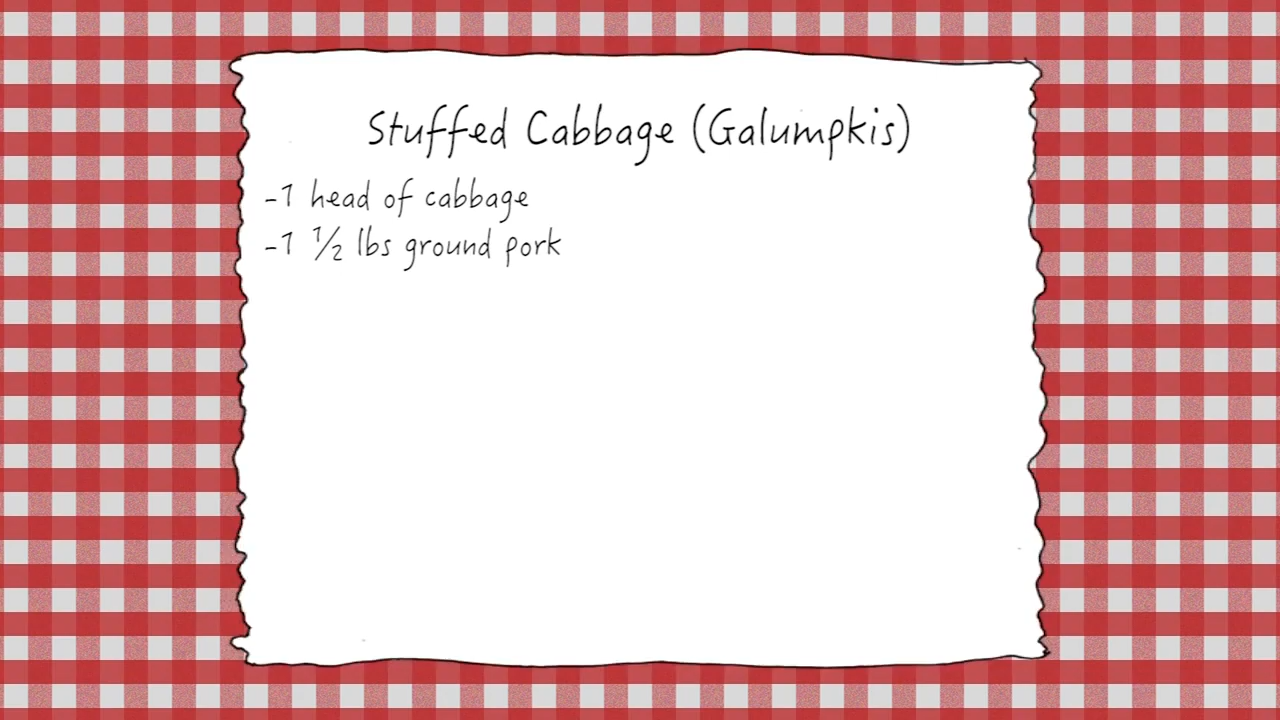 Stuffed Cabbage (Galumpkis)
-1 head of cabbage
-1 1/2 lbs ground pork